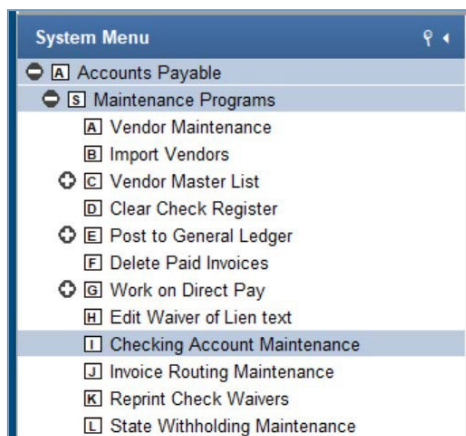 System Menu
A Accounts Payable
S Maintenance Programs
A Vendor Maintenance
B Import Vendors
C Vendor Master List
D Clear Check Register
E Post to General Ledger
F Delete Paid Invoices
G Work on Direct Pay
H Edit Waiver of Lien text
I Checking Account Maintenance
J Invoice Routing Maintenance
K Reprint Check Waivers
L State Withholding Maintenance